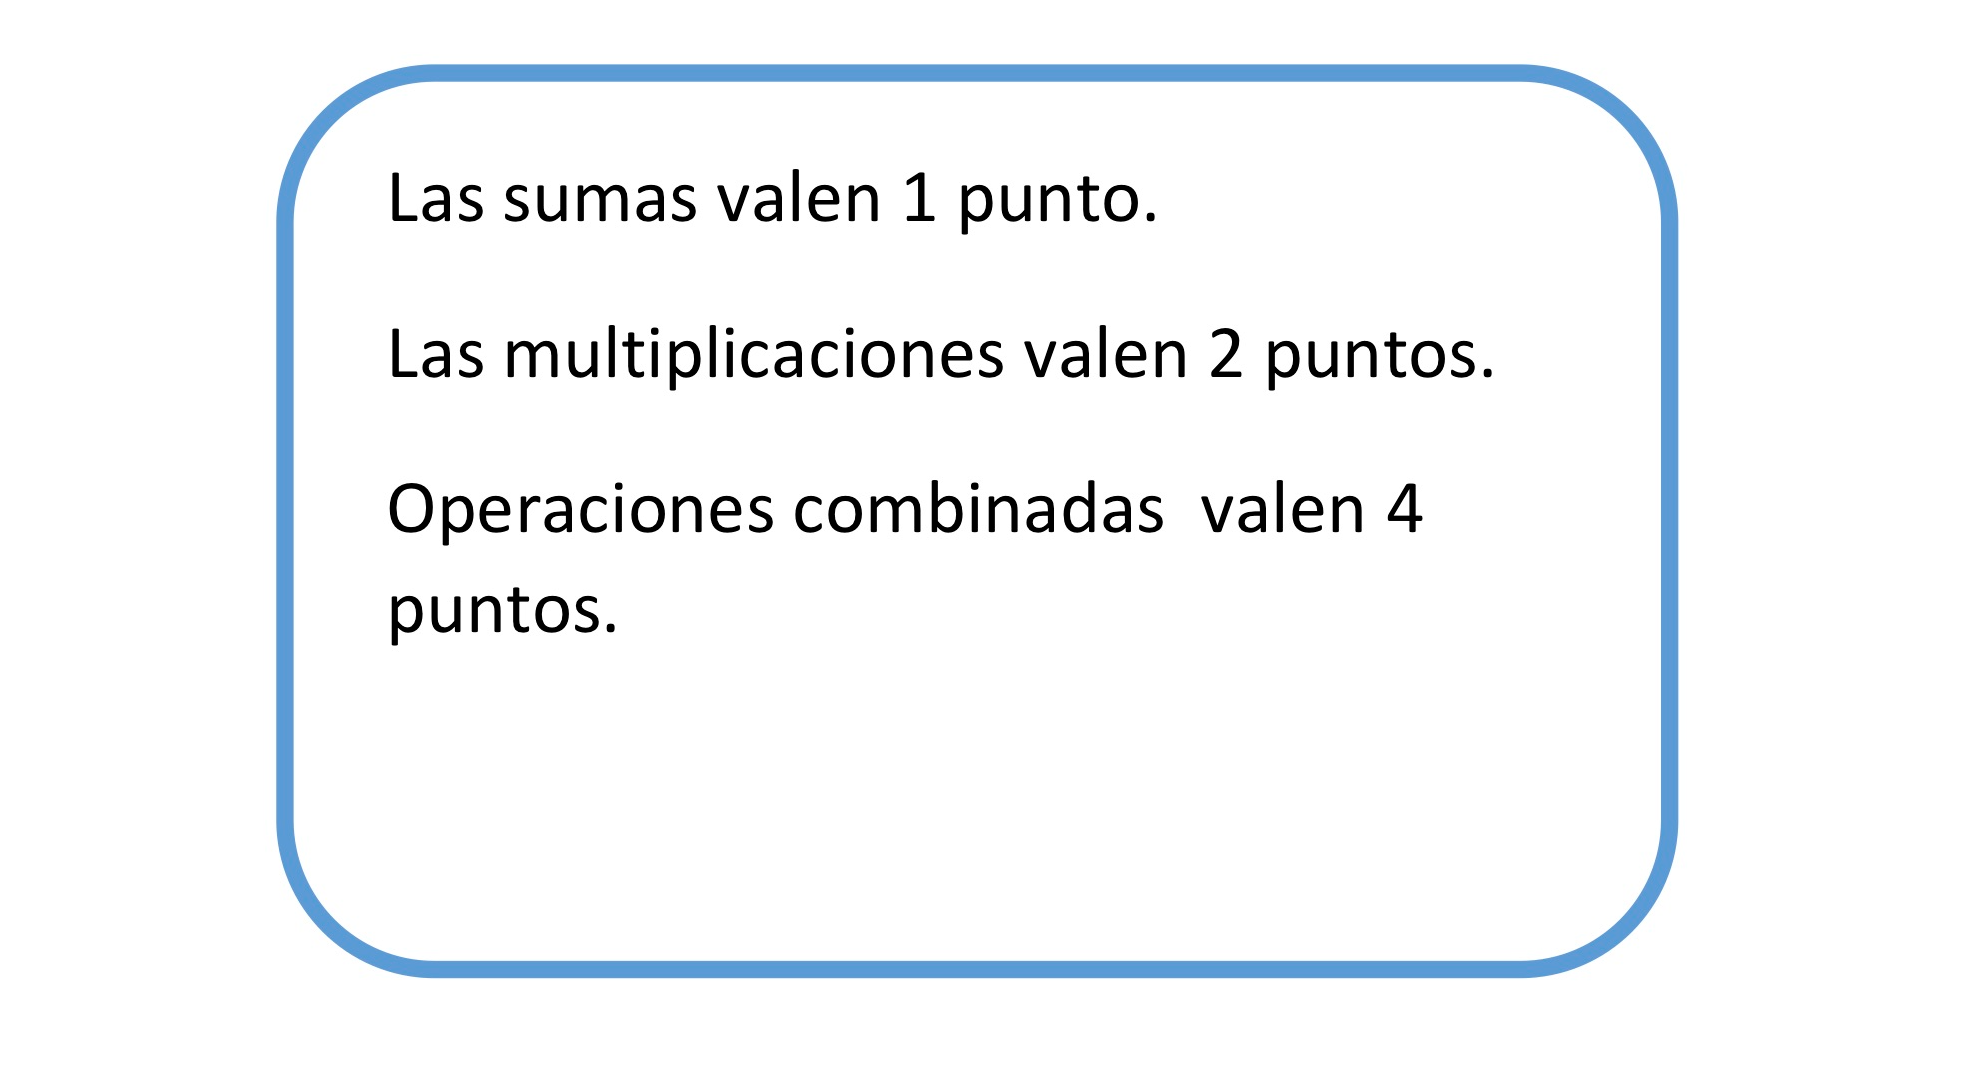 Las sumas valen 1 punto.
Las multiplicaciones valen 2 puntos.
Operaciones combinadas  valen 4
puntos.